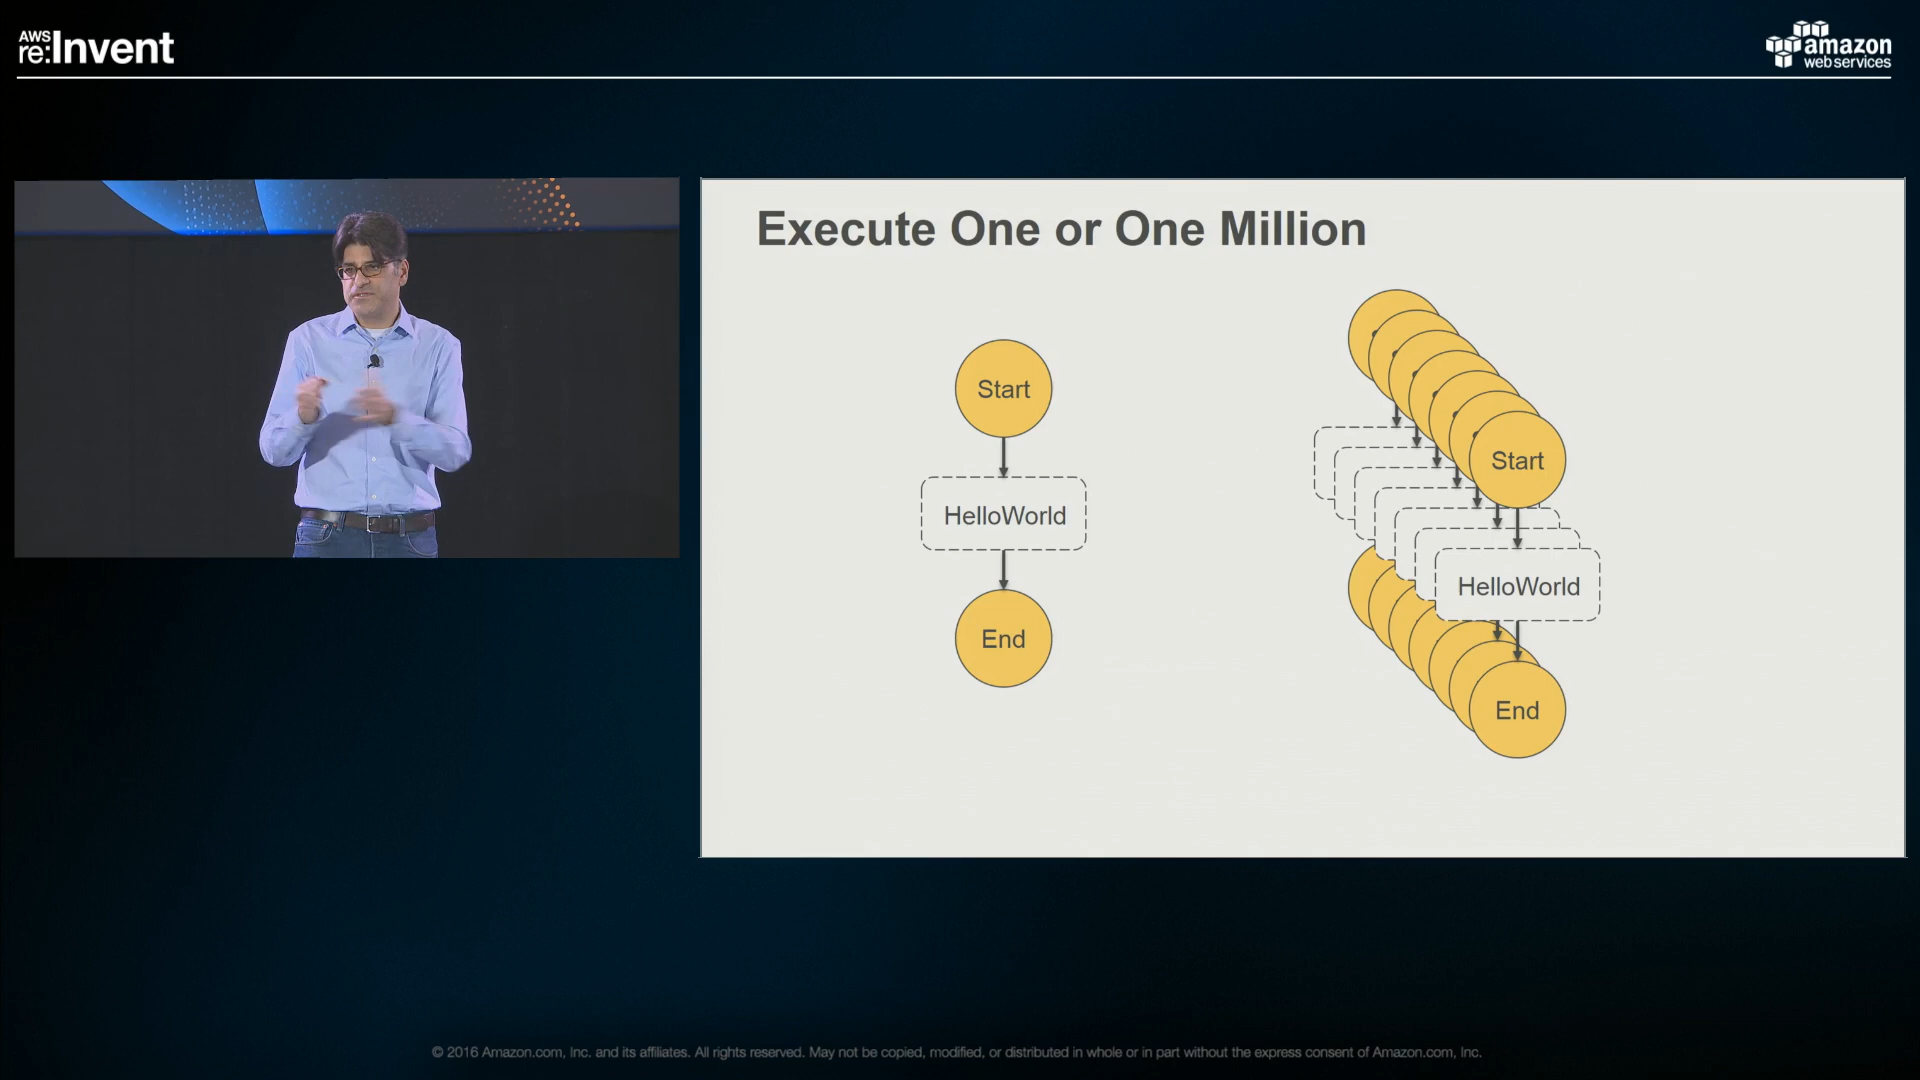 AWS
re:Invent
amazon
webservices
Execute One or One Million
Start
HelloWorld
End
Start
HelloWorld
End
© 2016 Amazon.com, Inc. and its affiliates. All rights reserved. May not be copied, modified, or distributed in whole or in part without the express consent of Amazon.com, Inc.